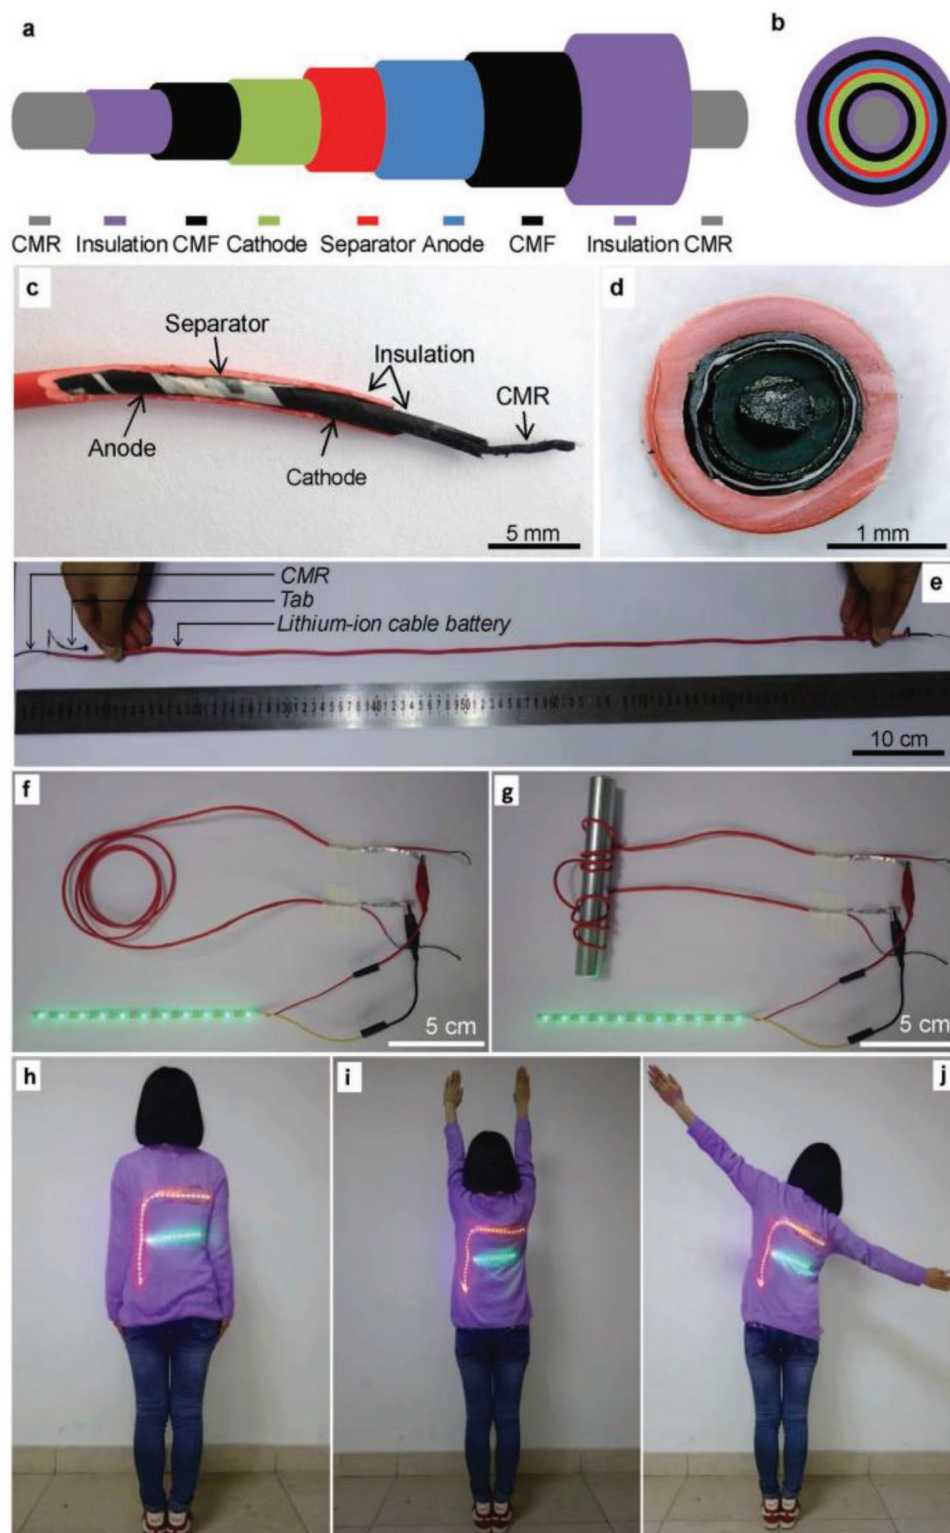 a
b
CMR Insulation CMF Cathode Separator Anode CMF Insulation CMR
c
Separator
Insulation
CMR
Anode
Cathode
5 mm
d
1 mm
CMR
Tab
Lithium-ion cable battery
e
10 cm
f
5 cm
g
5 cm
h
i
j